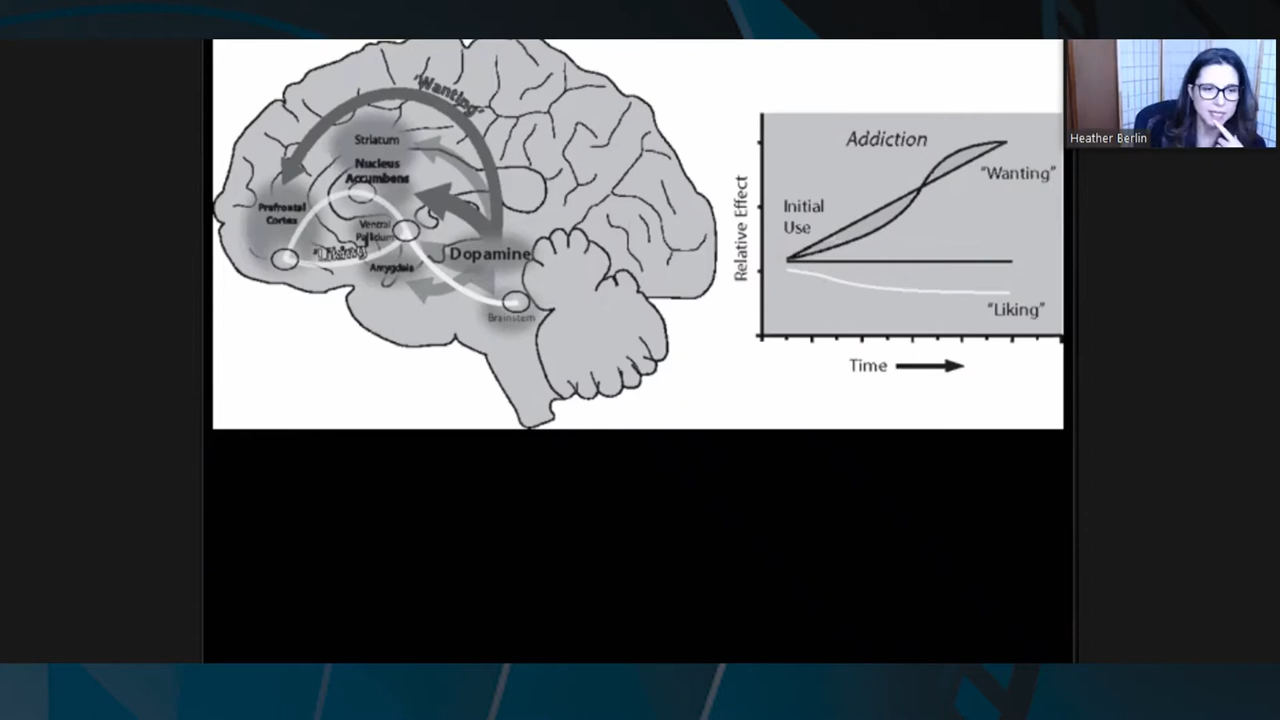 "Wanting"
Striatum
Nucleus
Accumbens
Prefrontal
Cortex
Ventral
Pallidum
"Liking"
Amygdala
Dopamine
Brainstem
Addiction
"Wanting"
Initial
Use
Relative Effect
"Liking"
Time
Heather Berlin